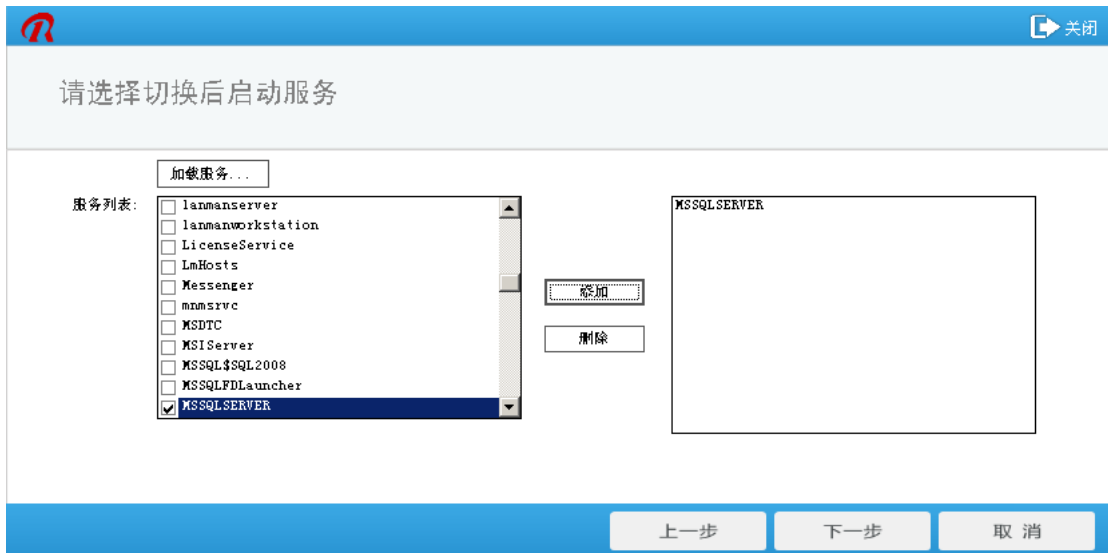 关闭
请选择切换后启动服务
加载服务...
服务列表:
lanmanserver
lanmanworkstation
LicenseService
LmHosts
Messenger
mnmsrvc
MSDTC
MSIServer
MSSQL$SQL2008
MSSQLFDLauncher
MSSQLSERVER
添加
删除
MSSQLSERVER
上一步
下一步
取 消